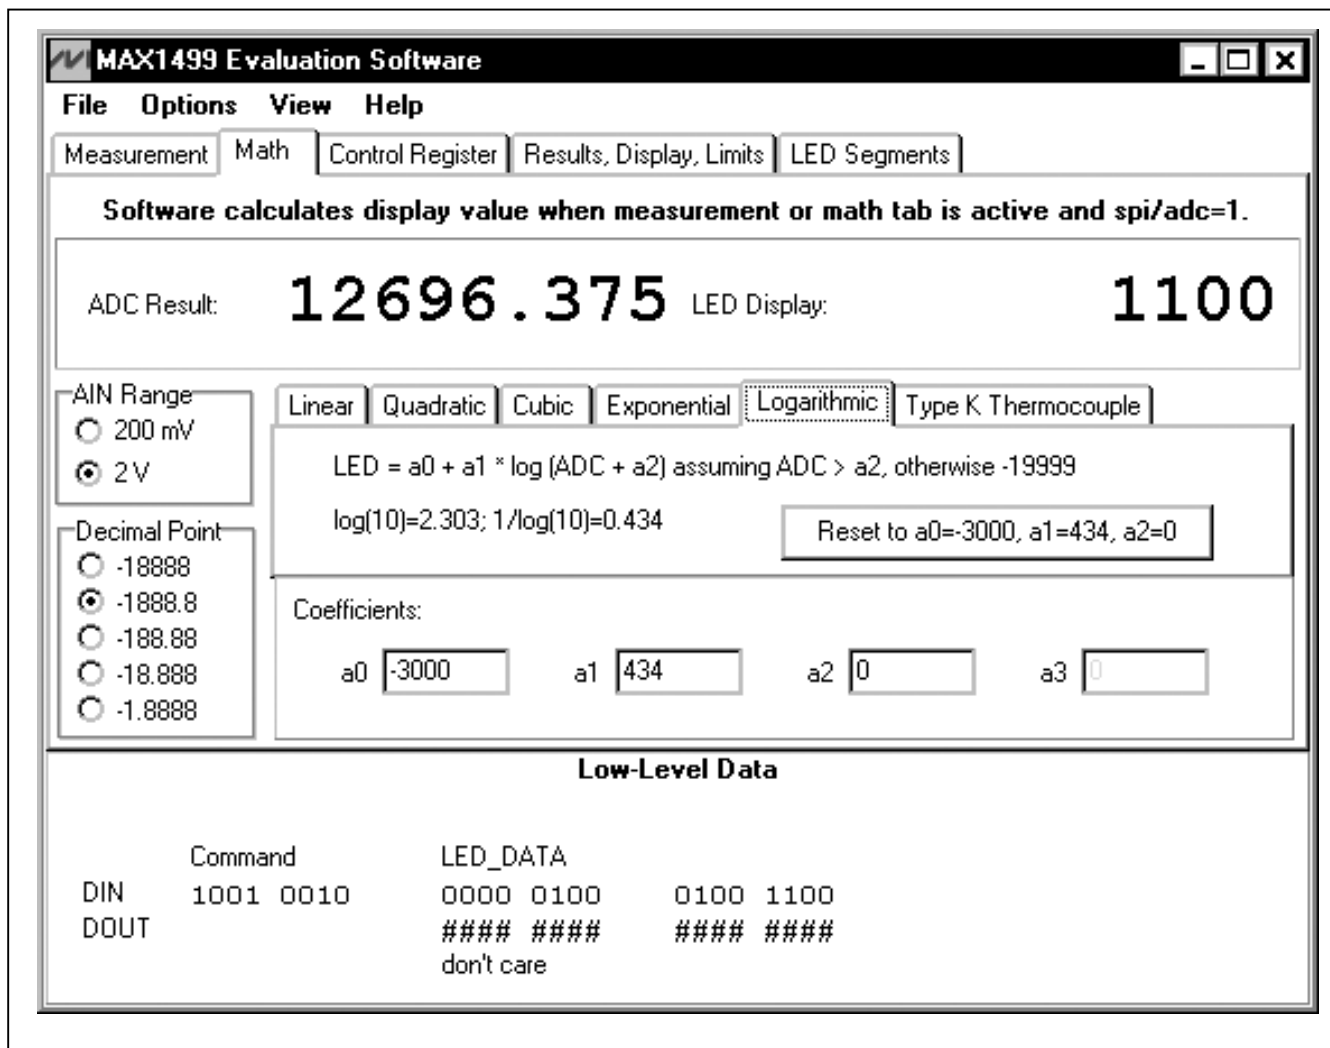 MAX1499 Evaluation Software
File Options View Help
Measurement Math Control Register Results, Display, Limits LED Segments
Software calculates display value when measurement or math tab is active and spi/adc=1.
ADC Result: 12696.375 LED Display: 1100
AIN Range
200 mV
2 V
Decimal Point
-18888
-1888.8
-188.88
-18.888
-1.8888
Linear Quadratic Cubic Exponential Logarithmic Type K Thermocouple
LED = a0 + a1 * log (ADC + a2) assuming ADC > a2, otherwise -19999
log(10)=2.303; 1/log(10)=0.434
Reset to a0=-3000, a1=434, a2=0
Coefficients:
a0 -3000 a1 434 a2 0 a3 0
Low-Level Data
Command LED_DATA
DIN 1001 0010 0000 0100 0100 1100
DOUT #### #### #### ####
don't care